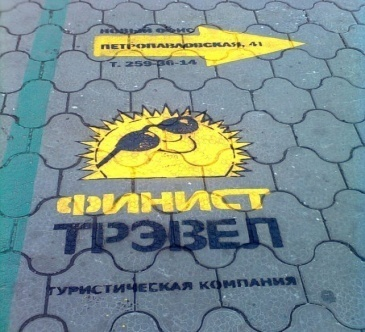 НОВЫЙ ОФИС
ПЕТРОПАВЛОВСКАЯ, 41
Т. 259-36-14
ФИНИСТ
ТРЭВЕЛ
ТУРИСТИЧЕСКАЯ КОМПАНИЯ